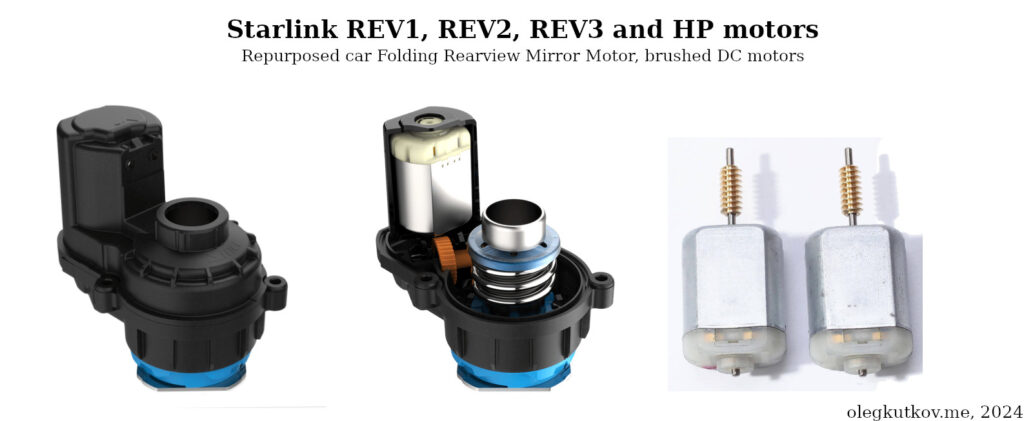 Starlink REV1, REV2, REV3 and HP motors
Repurposed car Folding Rearview Mirror Motor, brushed DC motors
olegkutkov.me, 2024